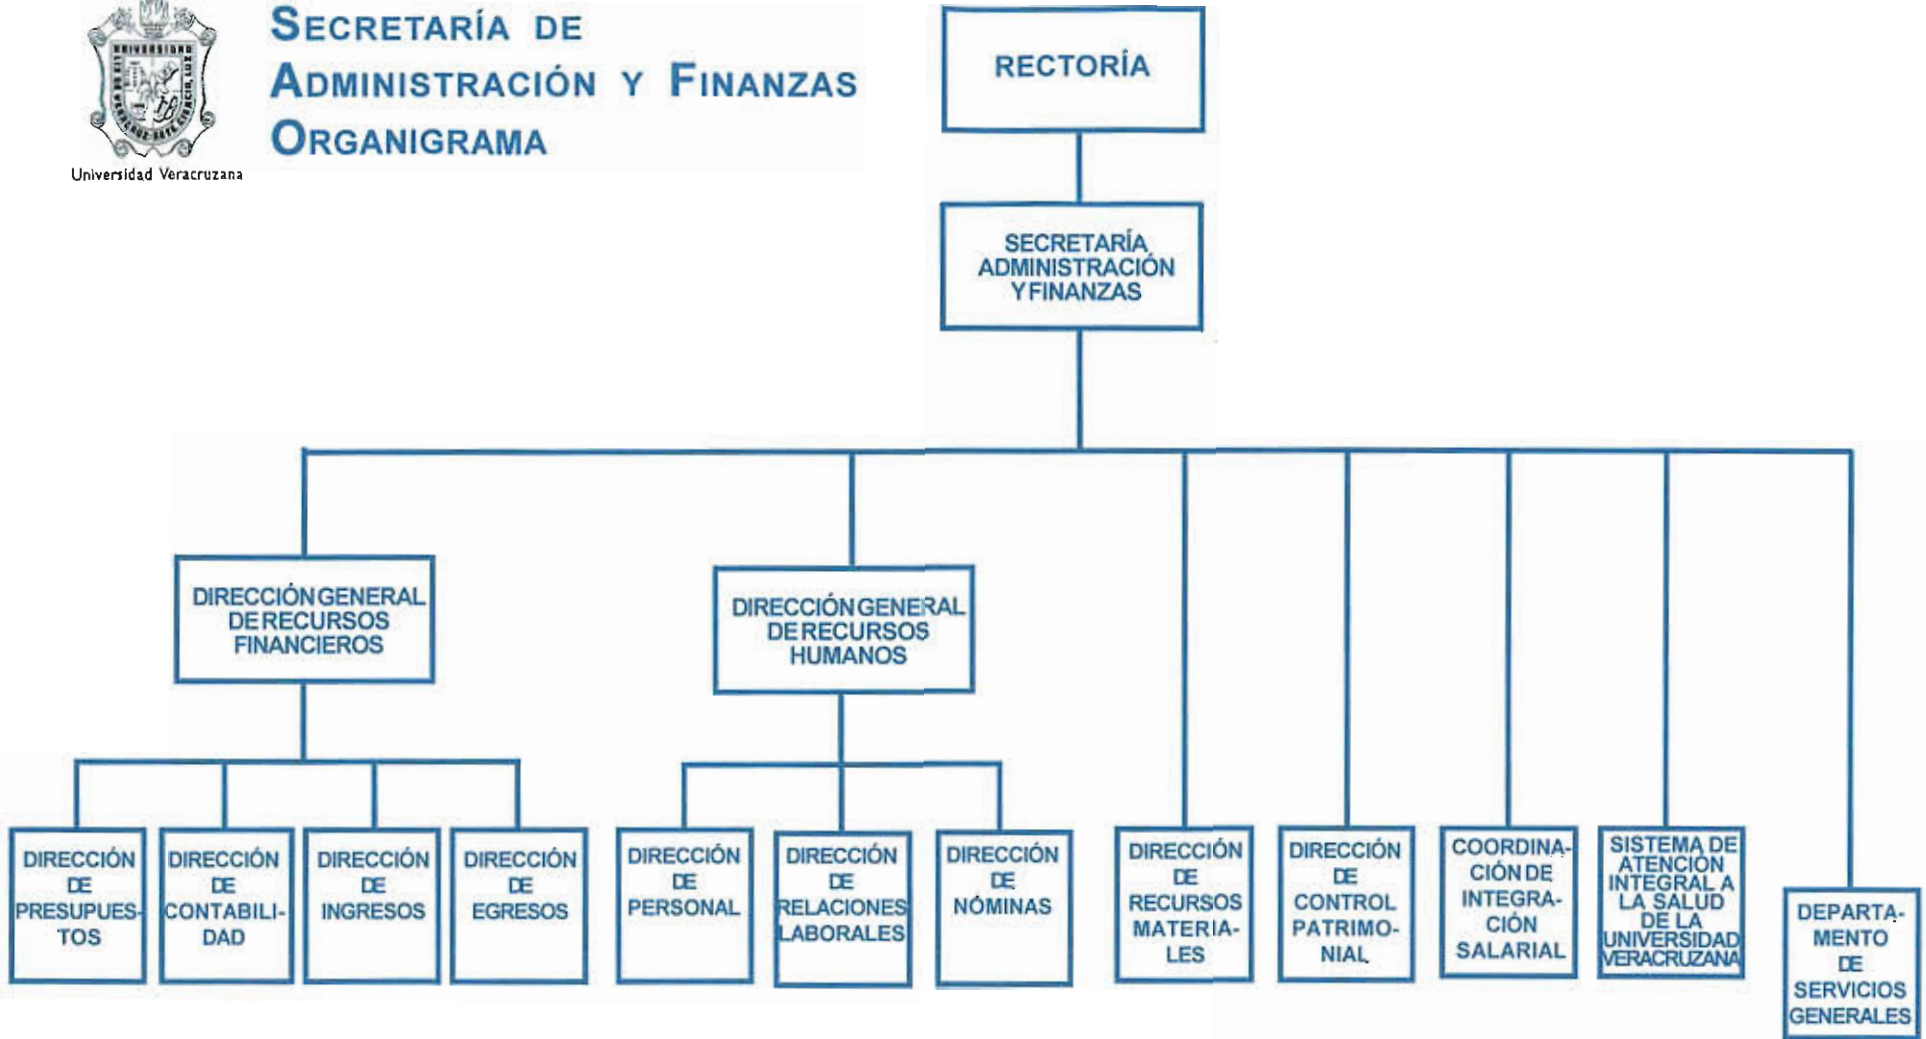 SECRETARÍA DE
ADMINISTRACIÓN Y FINANZAS
ORGANIGRAMA
Universidad Veracruzana
RECTORÍA
SECRETARÍA
ADMINISTRACIÓN
Y FINANZAS
DIRECCIÓN GENERAL
DE RECURSOS
FINANCIEROS
DIRECCIÓN GENERAL
DE RECURSOS
HUMANOS
DIRECCIÓN
DE
PRESUPUES-
TOS
DIRECCIÓN
DE
CONTABILI-
DAD
DIRECCIÓN
DE
INGRESOS
DIRECCIÓN
DE
EGRESOS
DIRECCIÓN
DE
PERSONAL
DIRECCIÓN
DE
RELACIONES
LABORALES
DIRECCIÓN
DE
NÓMINAS
DIRECCIÓN
DE
RECURSOS
MATERIA-
LES
DIRECCIÓN
DE
CONTROL
PATRIMO-
NIAL
COORDINA-
CIÓN DE
INTEGRA-
CIÓN
SALARIAL
SISTEMA DE
ATENCIÓN
INTEGRAL A
LA SALUD
DE LA
UNIVERSIDAD
VERACRUZANA
DEPARTA-
MENTO
DE
SERVICIOS
GENERALES